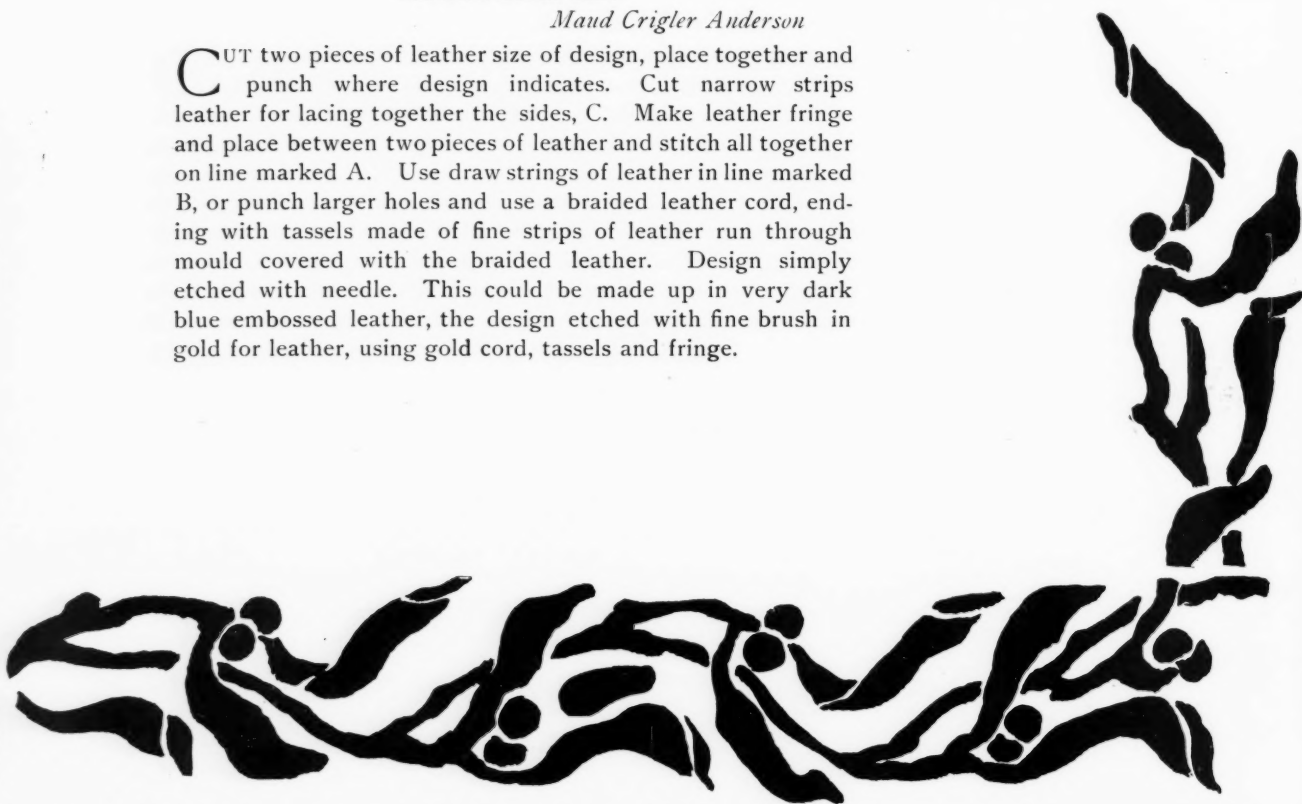 Maud Crigler Anderson
CUT two pieces of leather size of design, place together and
punch where design indicates. Cut narrow strips
leather for lacing together the sides, C. Make leather fringe
and place between two pieces of leather and stitch all together
on line marked A. Use draw strings of leather in line marked
B, or punch larger holes and use a braided leather cord, end-
ing with tassels made of fine strips of leather run through
mould covered with the braided leather. Design simply
etched with needle. This could be made up in very dark
blue embossed leather, the design etched with fine brush in
gold for leather, using gold cord, tassels and fringe.